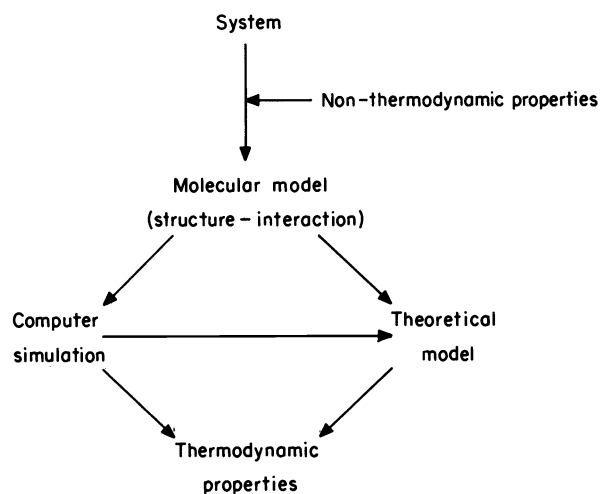 System
Non-thermodynamic properties
Molecular model
(structure - interaction)
Computer
simulation
Theoretical
model
Thermodynamic
properties